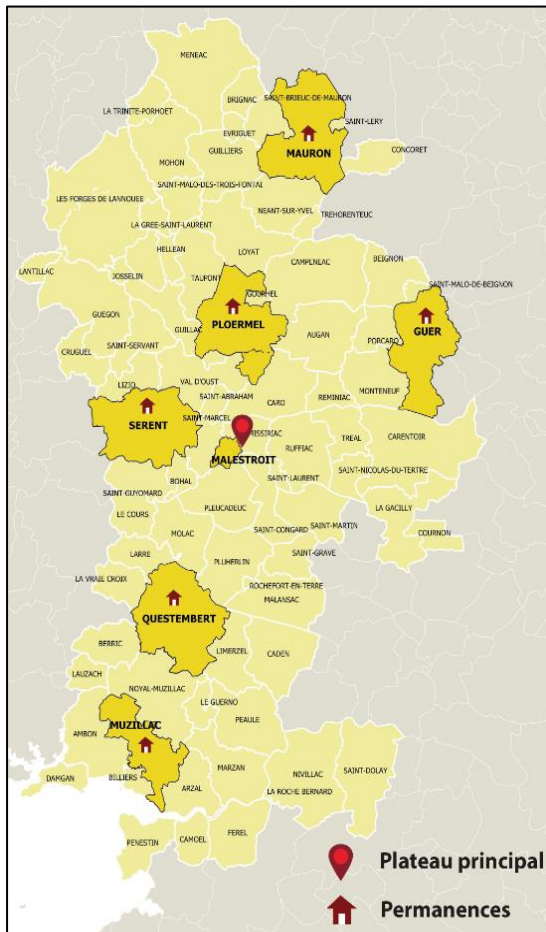 MENEAC
BRIGNAC
SAINT-BRIEUC-DE-MAURON
LA TRINITE-PORHOET
SAINT-LERY
EVRIGUET
GUILLIERS
MAURON
CONCORET
MOHON
SAINT-MALO-DES-TROIS-FONTAI
LES FORGES DE LANNOUEE
NEANT-SUR-YVEL
TREHORENTEUC
LA GREE-SAINT-LAURENT
HELLEAN
LOYAT
CAMPENEAC
BEIGNON
LANTILLAC
JOSSELIN
TAUPONT
SAINT-MALO-DE-BEIGNON
GOURHEL
GUEGON
PLOERMEL
GUILLAC
AUGAN
GUER
PORCARO
CRUGUEL
SAINT-SERVANT
LIZIO
VAL D'OUST
MONTENEUF
SAINT-ABRAHAM
CARO
REMINIAC
SERENT
SAINT-MARCEL
MISSIRIAC
TREAL
CARENTOIR
RUFFIAC
MALESTROIT
SAINT-NICOLAS-DU-TERTRE
BOHAL
SAINT-LAURENT
SAINT-GUYOMARD
PLEUCADEUC
LA GACILLY
LE COURS
SAINT-CONGARD
SAINT-MARTIN
MOLAC
COURNON
LARRE
SAINT-GRAVE
PLUHERLIN
LA VRAIE CROIX
ROCHEFORT-EN-TERRE
MALANSAC
QUESTEMBERT
BERRIC
LIMERZEL
CADEN
LAUZACH
NOYAL-MUZILLAC
LE GUERNO
MUZILLAC
PEAULE
AMBON
MARZAN
NIVILLAC
SAINT-DOLAY
DAMGAN
BILLIERS
ARZAL
LA ROCHE BERNARD
PENESTIN
CAMOEL
FEREL
Plateau principal
Permanences